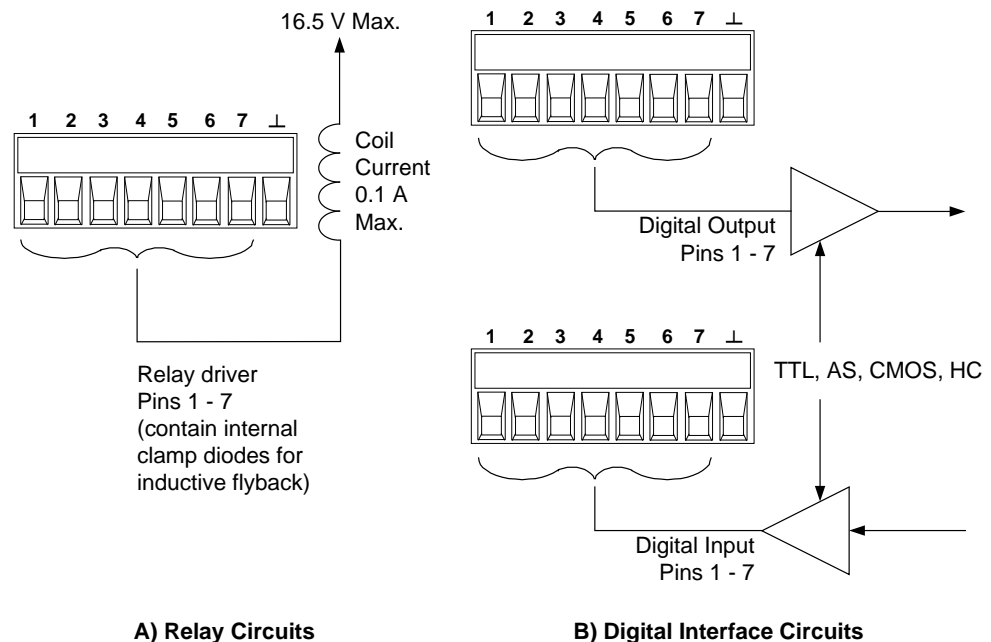 16.5 V Max.
1 2 3 4 5 6 7 ⊥
Coil
Current
0.1 A
Max.
Relay driver
Pins 1 - 7
(contain internal
clamp diodes for
inductive flyback)
A) Relay Circuits
1 2 3 4 5 6 7 ⊥
Digital Output
Pins 1 - 7
TTL, AS, CMOS, HC
1 2 3 4 5 6 7 ⊥
Digital Input
Pins 1 - 7
B) Digital Interface Circuits